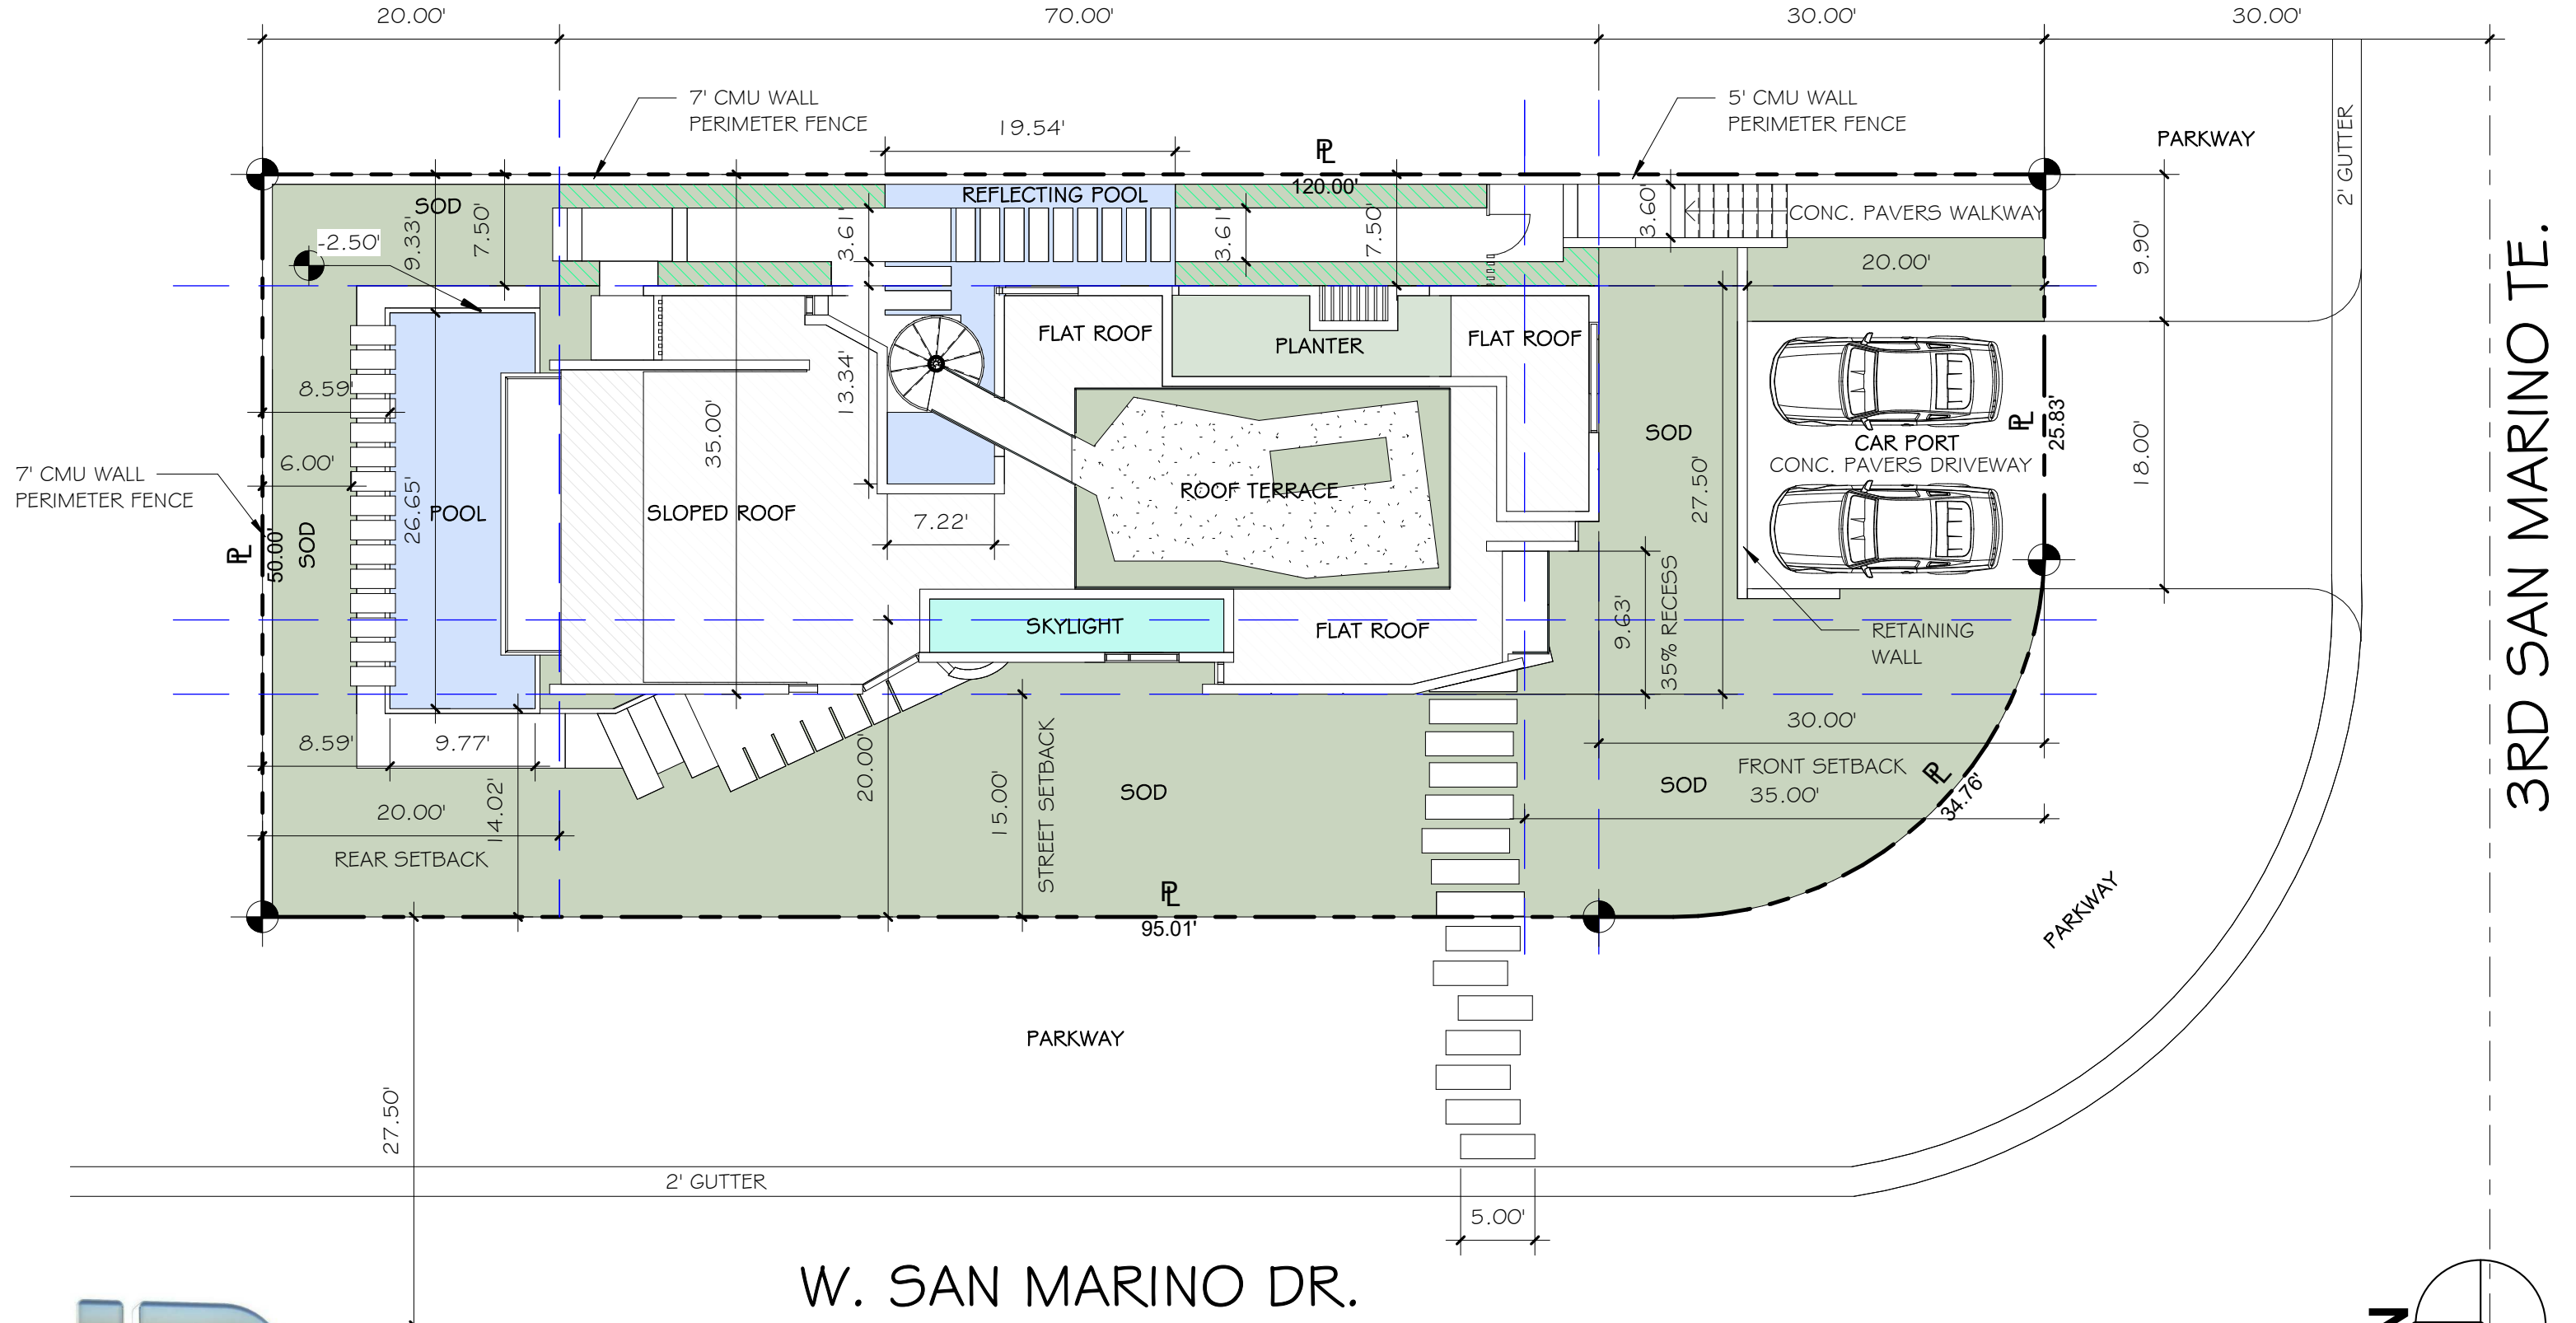 20.00'
70.00'
30.00'
30.00'
7' CMU WALL
PERIMETER FENCE
19.54'
5' CMU WALL
PERIMETER FENCE
PL
120.00'
PARKWAY
2' GUTTER
SOD
REFLECTING POOL
3.60'
CONC. PAVERS WALKWAY
-2.50'
9.33'
7.50'
3.61'
3.61'
7.50'
20.00'
9.90'
FLAT ROOF
PLANTER
FLAT ROOF
8.59'
13.34'
35.00'
SOD
CAR PORT
CONC. PAVERS DRIVEWAY
PL
25.83'
18.00'
7' CMU WALL
PERIMETER FENCE
6.00'
26.65'
POOL
SLOPED ROOF
7.22'
ROOF TERRACE
27.50'
PL
50.00'
SOD
SKYLIGHT
FLAT ROOF
9.63'
35% RECESS
RETAINING
WALL
3RD SAN MARINO TE.
8.59'
9.77'
20.00'
14.02'
REAR SETBACK
20.00'
15.00'
STREET SETBACK
SOD
SOD
30.00'
FRONT SETBACK
35.00'
PL
34.76'
PL
95.01'
PARKWAY
PARKWAY
27.50'
2' GUTTER
5.00'
W. SAN MARINO DR.
N